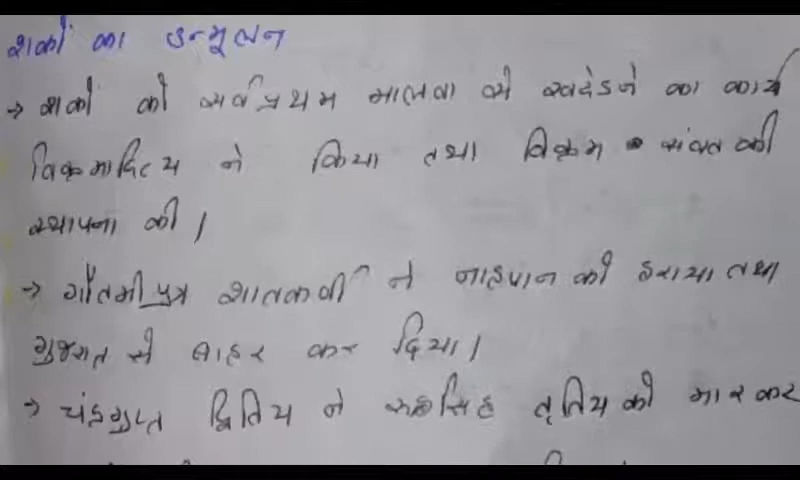 शकों का उन्मूलन
→ शकों को सर्वप्रथम मालवा से खदेडने का कार्य
विक्रमादित्य ने किया तथा विक्रम संवत की
स्थापना की।
→ गौतमीपुत्र शातकर्णी ने नाहपान को हराया तथा
गुजरात से बाहर कर दिया।
→ चंद्रगुप्त द्वितिय ने रुद्रसिंह तृतिय को मारकर